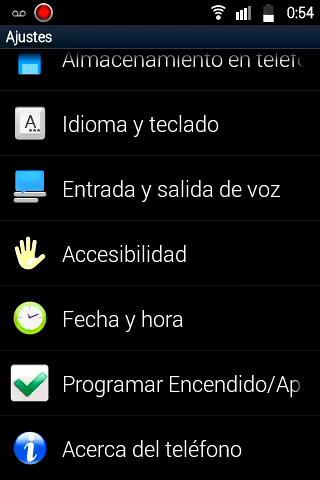 0:54
Ajustes
Almacenamiento en teléfo
Idioma y teclado
A
Entrada y salida de voz
Accesibilidad
Fecha y hora
Programar Encendido/Ap
Acerca del teléfono